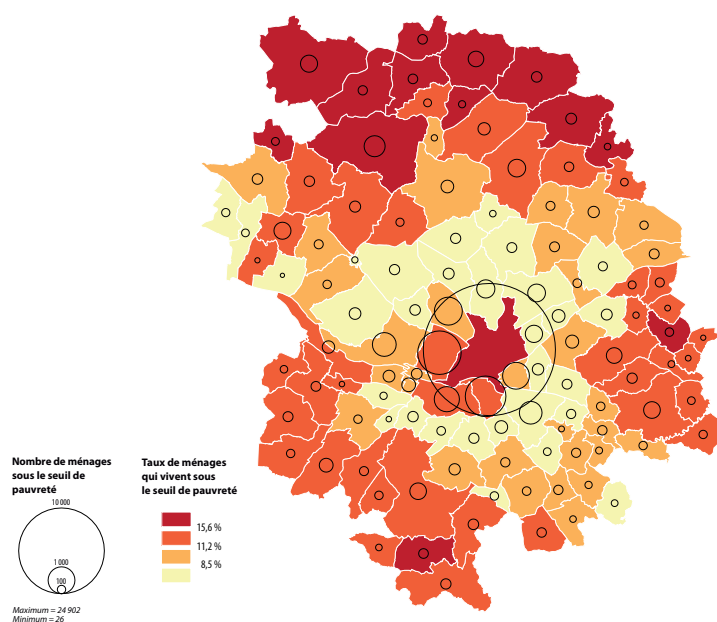 Nombre de ménages
sous le seuil de
pauvreté
10 000
1 000
100
Maximum = 24 902
Minimum = 26
Taux de ménages
qui vivent sous
le seuil de pauvreté
15,6 %
11,2 %
8,5 %